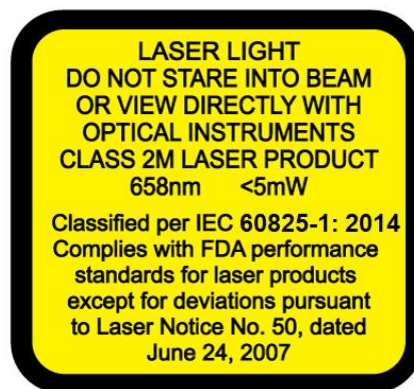 LASER LIGHT
DO NOT STARE INTO BEAM
OR VIEW DIRECTLY WITH
OPTICAL INSTRUMENTS
CLASS 2M LASER PRODUCT
658nm <5mW
Classified per IEC 60825-1: 2014
Complies with FDA performance
standards for laser products
except for deviations pursuant
to Laser Notice No. 50, dated
June 24, 2007